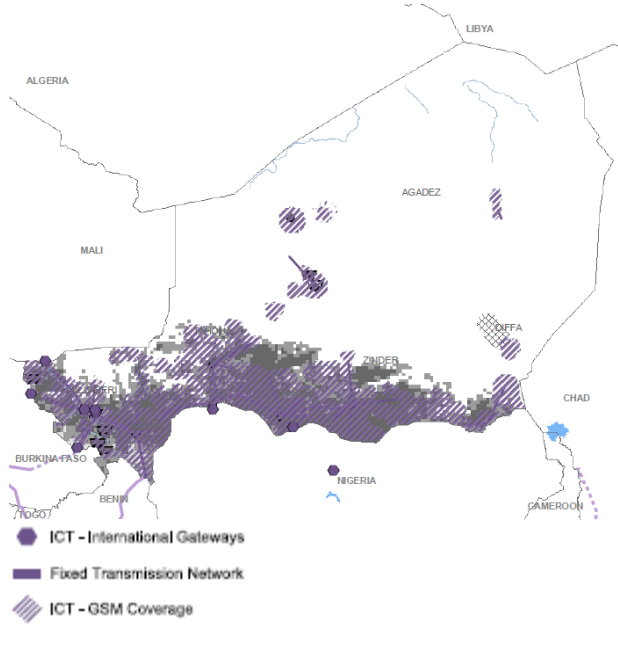 LIBYA
ALGERIA
AGADEZ
MALI
DIFFA
ZINDER
CHAD
BURKINA FASO
NIGERIA
BENIN
CAMEROON
TOGO
ICT - International Gateways
Fixed Transmission Network
ICT - GSM Coverage